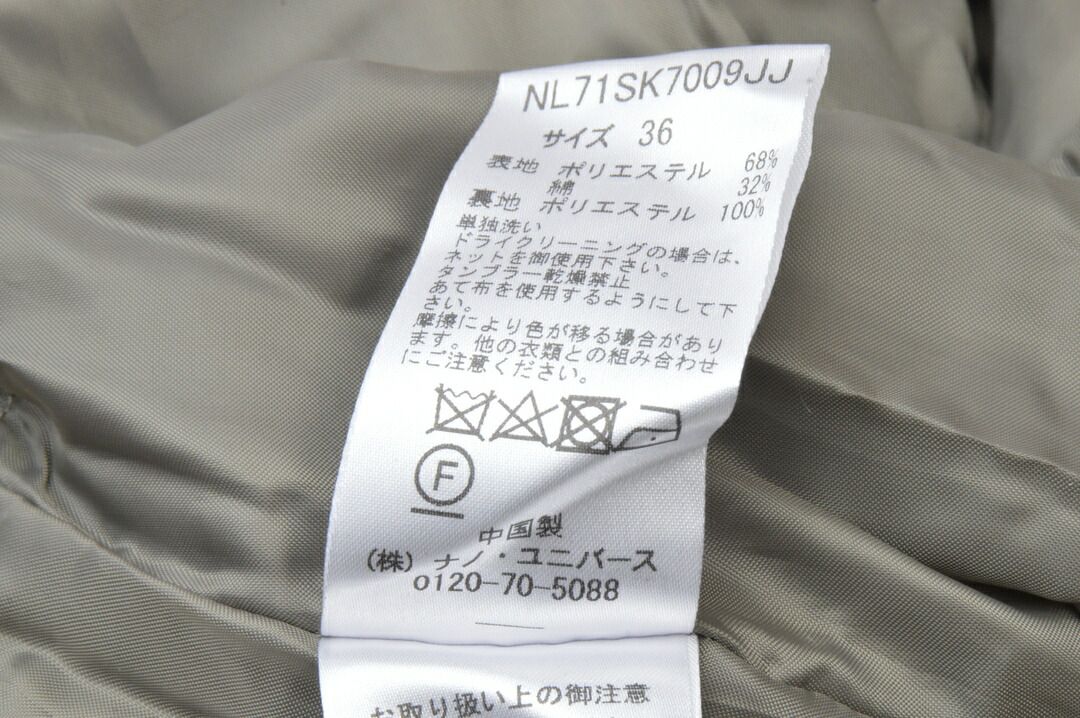 NL71SK7009JJ
サイズ 36
表地 ポリエステル 68%
綿 32%
裏地 ポリエステル 100%
単独洗い
ドライクリーニングの場合は、
ネットを御使用下さい。
タンブラー乾燥禁止
あて布を使用するようにして下
さい。
摩擦により色が移る場合があり
ます。他の衣類との組み合わせ
にご注意ください。
F
中国製
(株) ナノ・ユニバース
0120-70-5088
お取り扱い上の御注意